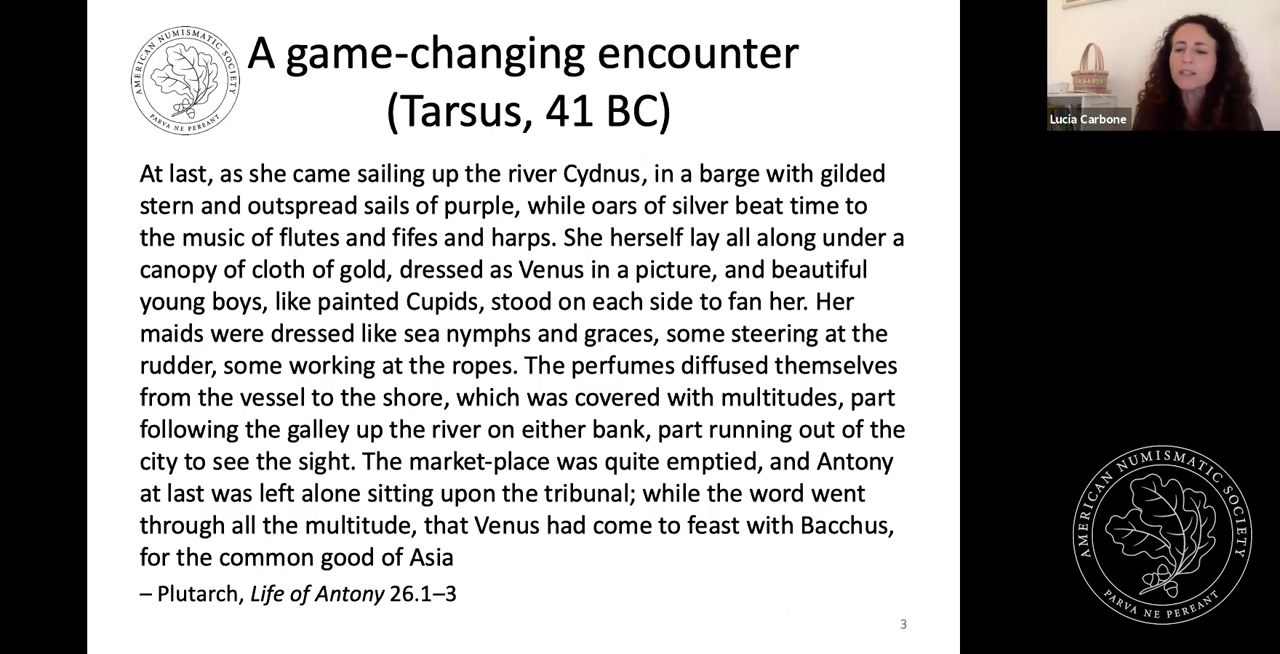 AMERICAN NUMISMATIC SOCIETY
PARVA NE PEREANT
A game-changing encounter
(Tarsus, 41 BC)
At last, as she came sailing up the river Cydnus, in a barge with gilded
stern and outspread sails of purple, while oars of silver beat time to
the music of flutes and fifes and harps. She herself lay all along under a
canopy of cloth of gold, dressed as Venus in a picture, and beautiful
young boys, like painted Cupids, stood on each side to fan her. Her
maids were dressed like sea nymphs and graces, some steering at the
rudder, some working at the ropes. The perfumes diffused themselves
from the vessel to the shore, which was covered with multitudes, part
following the galley up the river on either bank, part running out of the
city to see the sight. The market-place was quite emptied, and Antony
at last was left alone sitting upon the tribunal; while the word went
through all the multitude, that Venus had come to feast with Bacchus,
for the common good of Asia
– Plutarch, Life of Antony 26.1–3
3
Lucia Carbone
AMERICAN NUMISMATIC SOCIETY
PARVA NE PEREANT